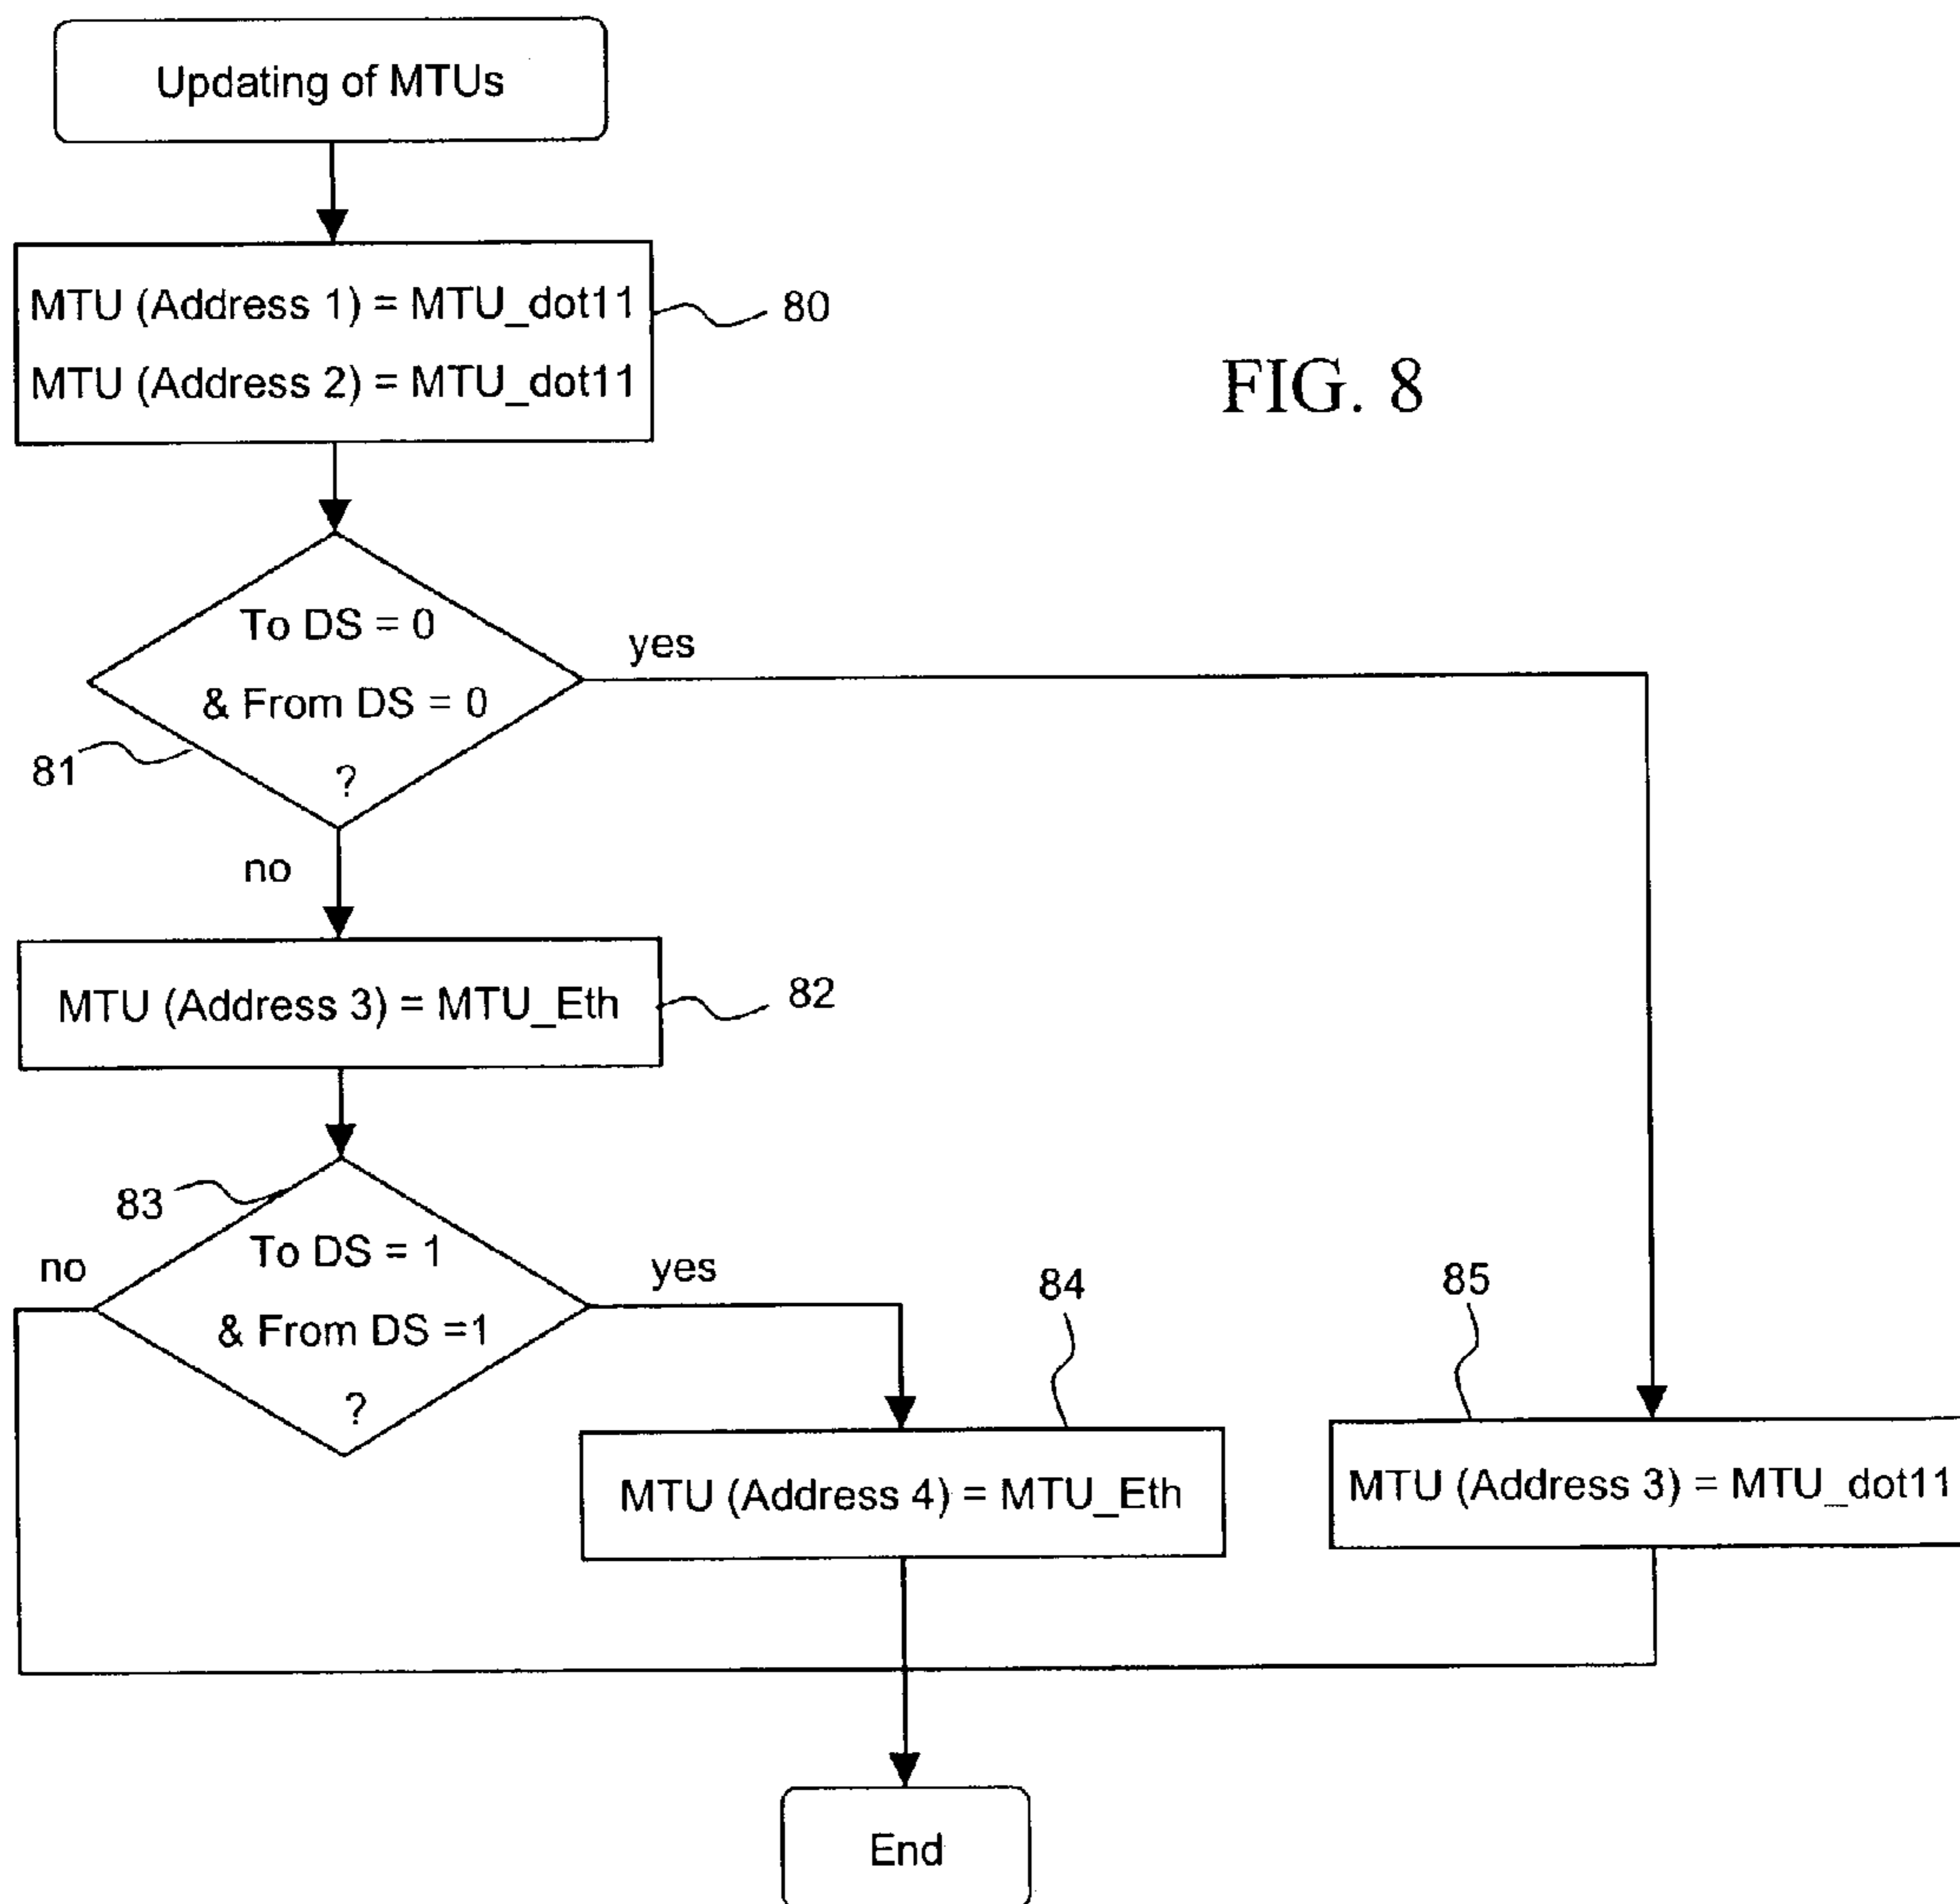 Updating of MTUs
MTU (Address 1) = MTU_dot11
MTU (Address 2) = MTU_dot11
80
FIG. 8
To DS = 0
& From DS = 0
?
yes
81
no
MTU (Address 3) = MTU_Eth
82
83
To DS = 1
& From DS =1
?
no
yes
84
85
MTU (Address 4) = MTU_Eth
MTU (Address 3) = MTU_dot11
End